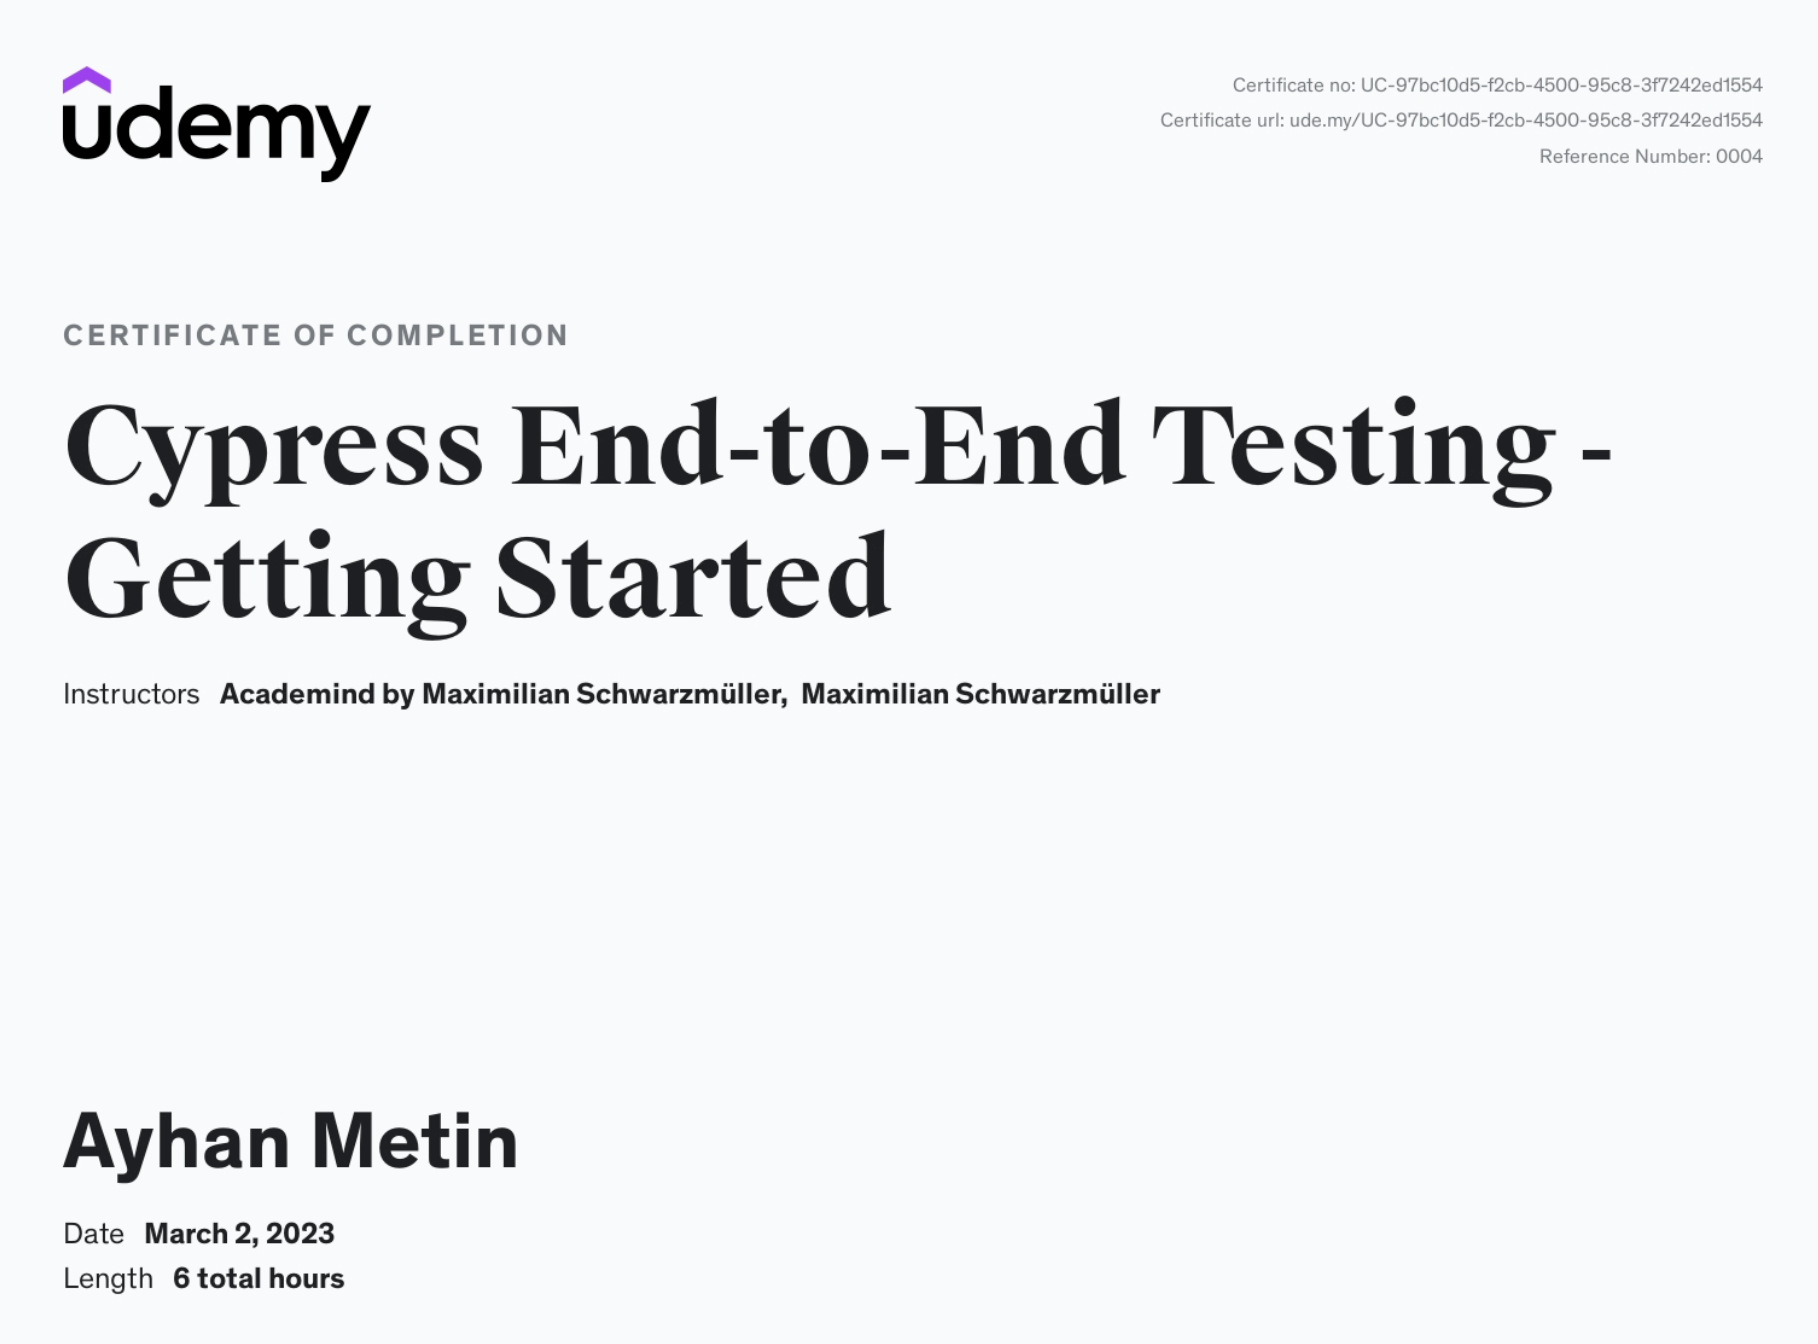 udemy
Certificate no: UC-97bc10d5-f2cb-4500-95c8-3f7242ed1554
Certificate url: ude.my/UC-97bc10d5-f2cb-4500-95c8-3f7242ed1554
Reference Number: 0004
CERTIFICATE OF COMPLETION
Cypress End-to-End Testing -
Getting Started
Instructors Academind by Maximilian Schwarzmüller, Maximilian Schwarzmüller
Ayhan Metin
Date March 2, 2023
Length 6 total hours